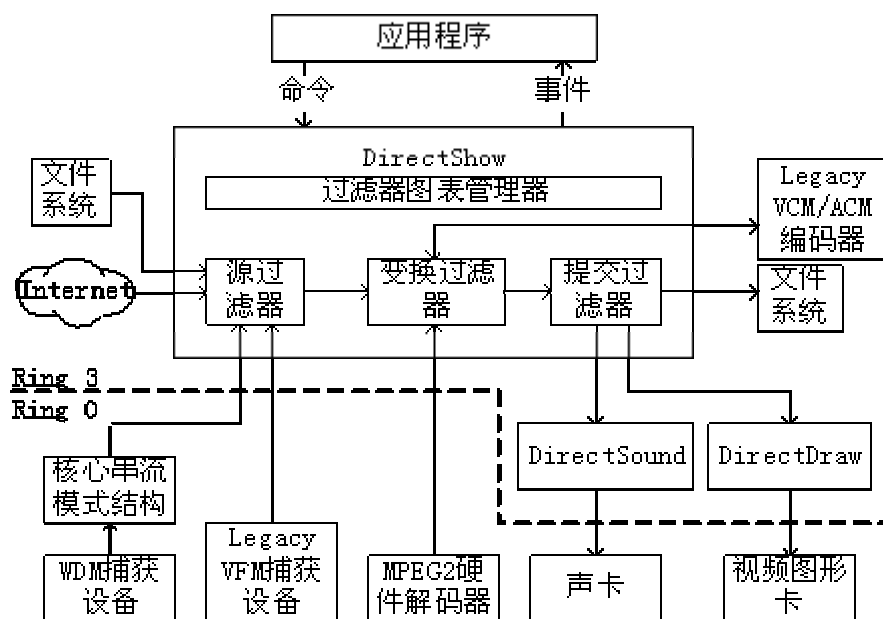 应用程序
命令
事件
DirectShow
过滤器图表管理器
文件
系统
Internet
源过
滤器
变换过滤
器
提交过
滤器
Legacy
VCM/ACM
编码器
文件
系统
Ring 3
Ring 0
核心串流
模式结构
DirectSound
DirectDraw
WDM捕获
设备
Legacy
VFM捕获
设备
MPEG2硬
件解码器
声卡
视频图形
卡